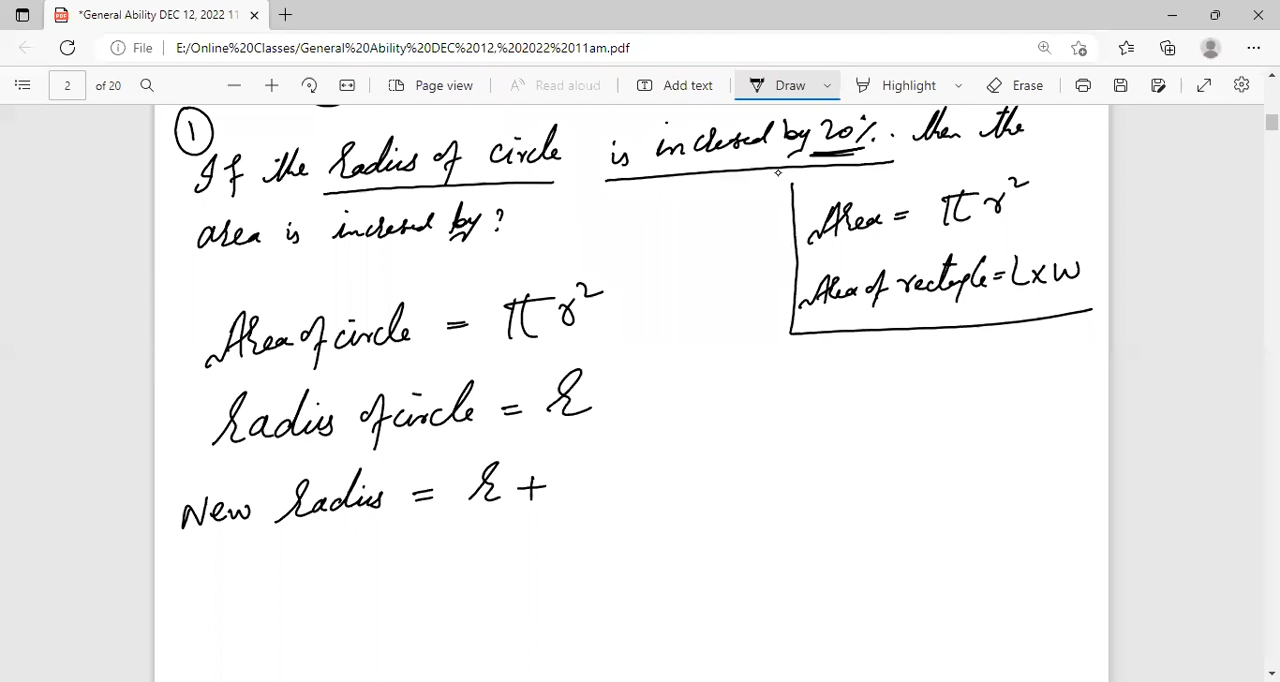 *General Ability DEC 12, 2022 11
File E:/Online%20Classes/General%20Ability%20DEC%2012,%202022%2011am.pdf
2 of 20 Page view Read aloud Add text Draw Highlight Erase
1
If the radius of circle is incresed by 20%. then the
area is incresed by?
Area = πr²
Area of rectagle = L x W
Area of circle = πr²
Radius of circle = r
New radius = r +